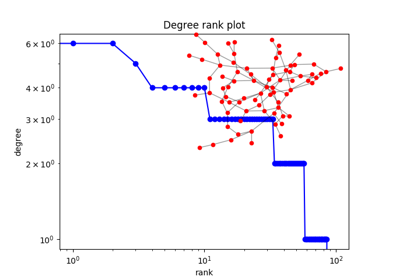 Degree rank plot
6 × 10⁰
4 × 10⁰
3 × 10⁰
2 × 10⁰
10⁰
degree
10⁰ 10¹ 10²
rank